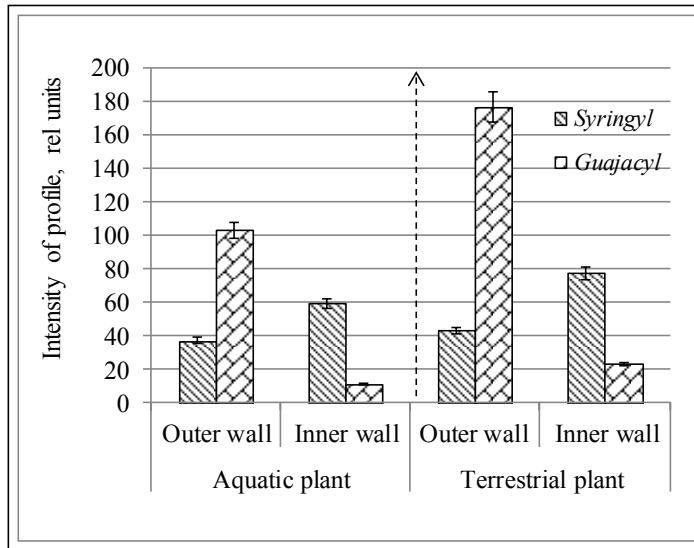 Intensity of profile, rel units
200
180
160
140
120
100
80
60
40
20
0
Syringyl
Guajacyl
Outer wall Inner wall Outer wall Inner wall
Aquatic plant Terrestrial plant